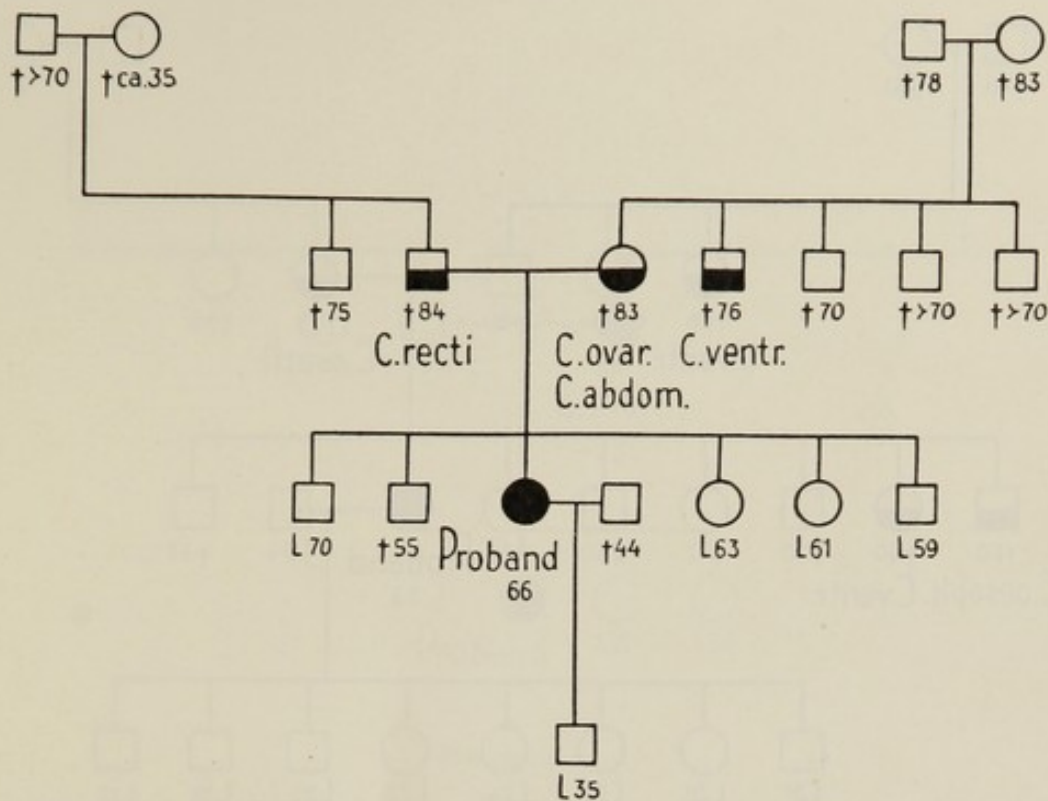 †>70 †ca.35 †78 †83
†75 †84 †83 †76 †70 †>70 †>70
C.recti C.ovar. C.ventr.
C.abdom.
L70 †55 Proband †44 L63 L61 L59
66
L35